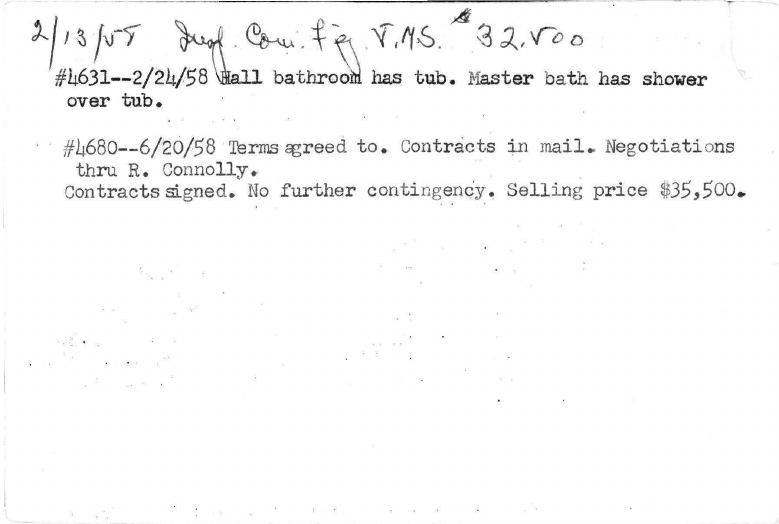 2/13/58 Com. Fig V.M.S. $32,500
#4631--2/24/58 Hall bathroom has tub. Master bath has shower
over tub.
#4680--6/20/58 Terms agreed to. Contracts in mail. Negotiations
thru R. Connolly.
Contracts signed. No further contingency. Selling price $35,500.